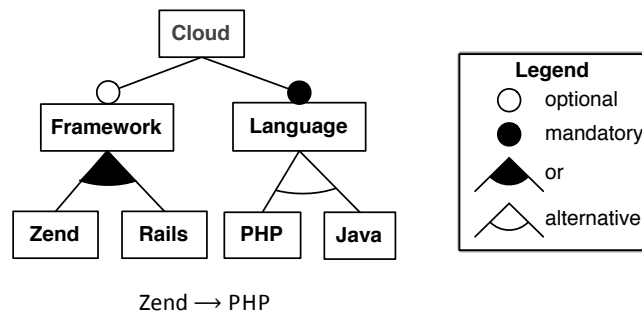 Cloud
Framework
Language
Zend
Rails
PHP
Java
Zend → PHP
Legend
optional
mandatory
or
alternative